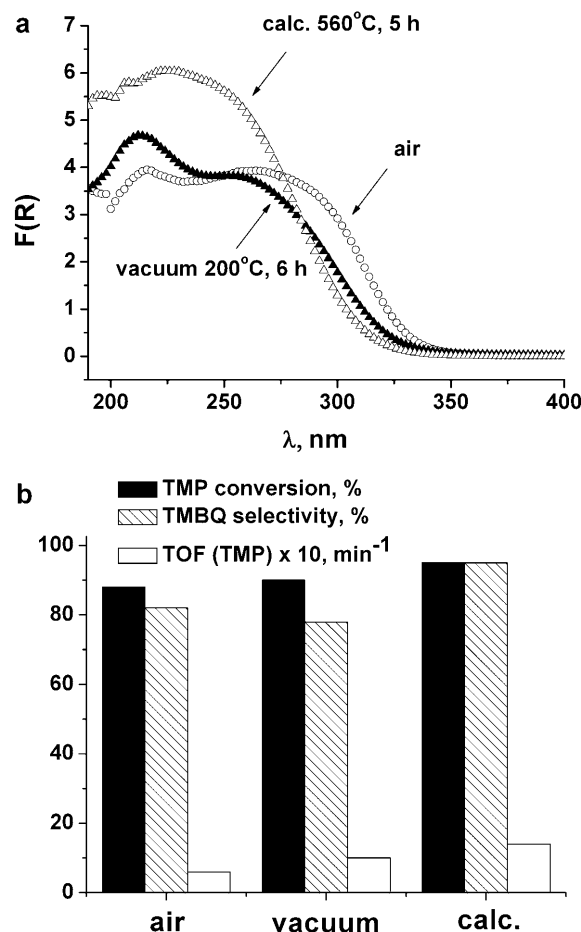 a
calc. 560°C, 5 h
air
vacuum 200°C, 6 h
F(R)
7
6
5
4
3
2
1
0
200
250
300
350
400
λ, nm
b
TMP conversion, %
TMBQ selectivity, %
TOF (TMP) x 10, min⁻¹
100
80
60
40
20
0
air
vacuum
calc.